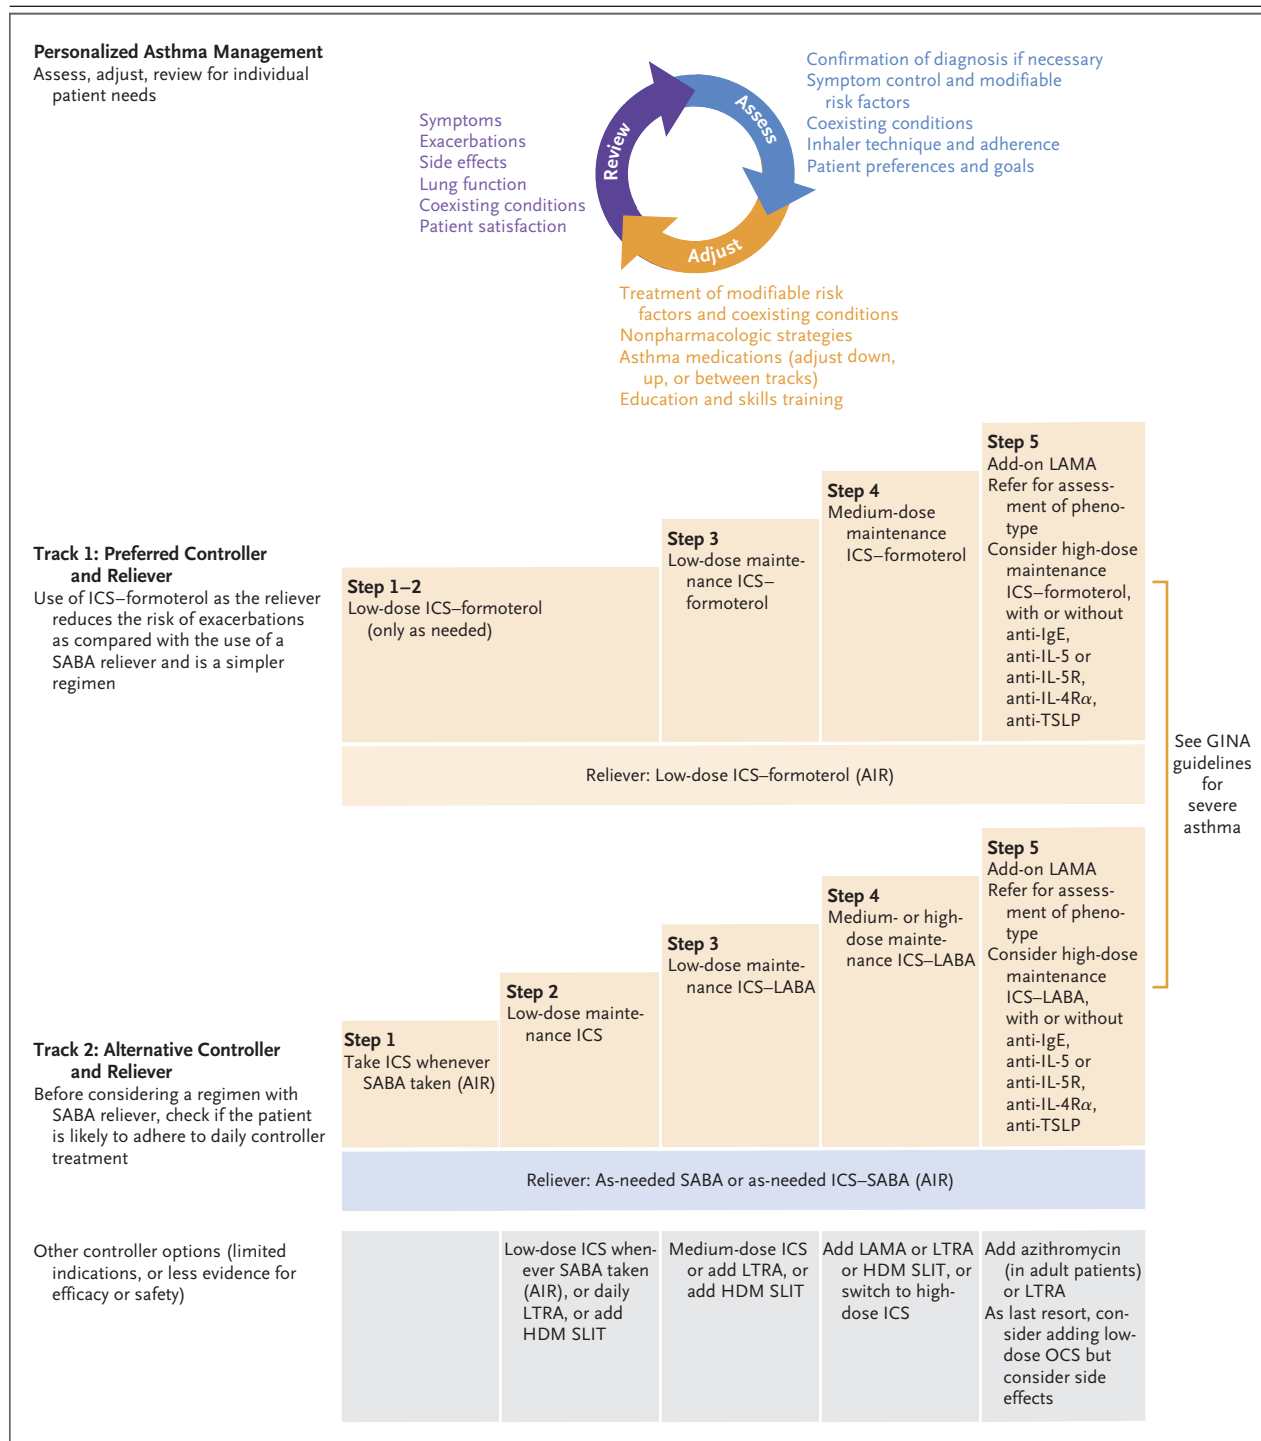 Personalized Asthma Management
Assess, adjust, review for individual
patient needs
Symptoms
Exacerbations
Side effects
Lung function
Coexisting conditions
Patient satisfaction
Review
Assess
Adjust
Confirmation of diagnosis if necessary
Symptom control and modifiable
risk factors
Coexisting conditions
Inhaler technique and adherence
Patient preferences and goals
Treatment of modifiable risk
factors and coexisting conditions
Nonpharmacologic strategies
Asthma medications (adjust down,
up, or between tracks)
Education and skills training
Track 1: Preferred Controller
and Reliever
Use of ICS–formoterol as the reliever
reduces the risk of exacerbations
as compared with the use of a
SABA reliever and is a simpler
regimen
Step 1–2
Low-dose ICS–formoterol
(only as needed)
Step 3
Low-dose mainte-
nance ICS–
formoterol
Step 4
Medium-dose
maintenance
ICS–formoterol
Step 5
Add-on LAMA
Refer for assess-
ment of pheno-
type
Consider high-dose
maintenance
ICS–formoterol,
with or without
anti-IgE,
anti-IL-5 or
anti-IL-5R,
anti-IL-4Rα,
anti-TSLP
Reliever: Low-dose ICS–formoterol (AIR)
See GINA
guidelines
for
severe
asthma
Track 2: Alternative Controller
and Reliever
Before considering a regimen with
SABA reliever, check if the patient
is likely to adhere to daily controller
treatment
Step 1
Take ICS whenever
SABA taken (AIR)
Step 2
Low-dose mainte-
nance ICS
Step 3
Low-dose mainte-
nance ICS–LABA
Step 4
Medium- or high-
dose mainte-
nance ICS–LABA
Step 5
Add-on LAMA
Refer for assess-
ment of pheno-
type
Consider high-dose
maintenance
ICS–LABA,
with or without
anti-IgE,
anti-IL-5 or
anti-IL-5R,
anti-IL-4Rα,
anti-TSLP
Reliever: As-needed SABA or as-needed ICS–SABA (AIR)
Other controller options (limited
indications, or less evidence for
efficacy or safety)
Low-dose ICS when-
ever SABA taken
(AIR), or daily
LTRA, or add
HDM SLIT
Medium-dose ICS
or add LTRA, or
add HDM SLIT
Add LAMA or LTRA
or HDM SLIT, or
switch to high-
dose ICS
Add azithromycin
(in adult patients)
or LTRA
As last resort, con-
sider adding low-
dose OCS but
consider side
effects